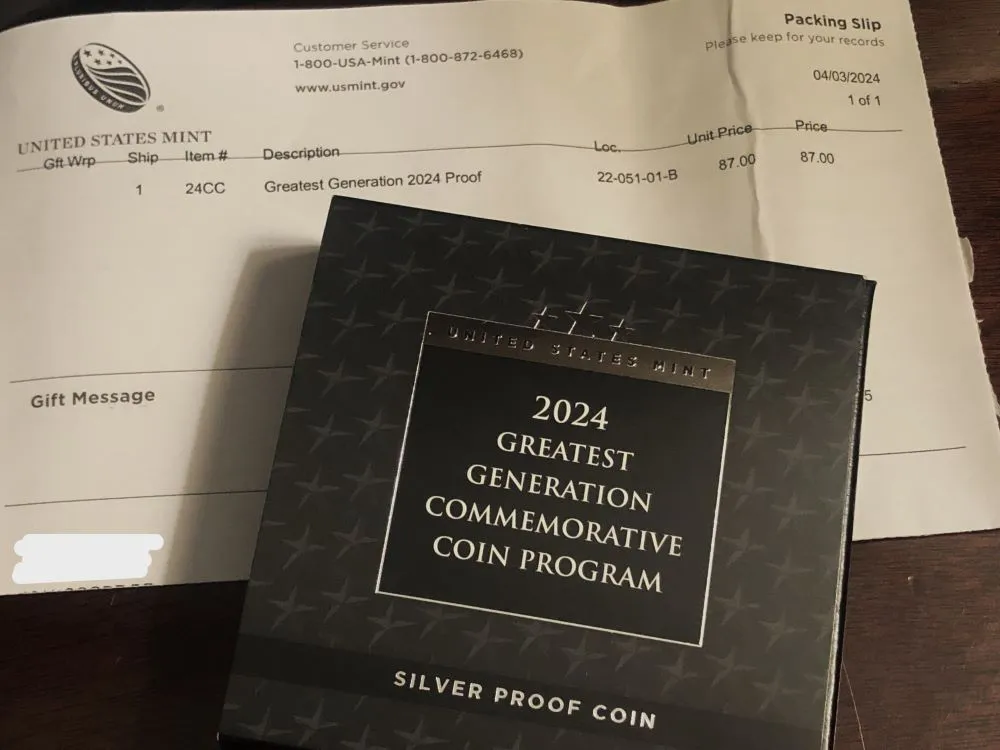 Packing Slip
Please keep for your records
Customer Service
1-800-USA-Mint (1-800-872-6468)
www.usmint.gov
04/03/2024
1 of 1
PLURIBUS UNUM
®
UNITED STATES MINT
Gft Wrp Ship Item # Description Loc. Unit Price Price
1 24CC Greatest Generation 2024 Proof 22-051-01-B 87.00 87.00
Gift Message
5
UNITED STATES MINT
2024
GREATEST
GENERATION
COMMEMORATIVE
COIN PROGRAM
SILVER PROOF COIN